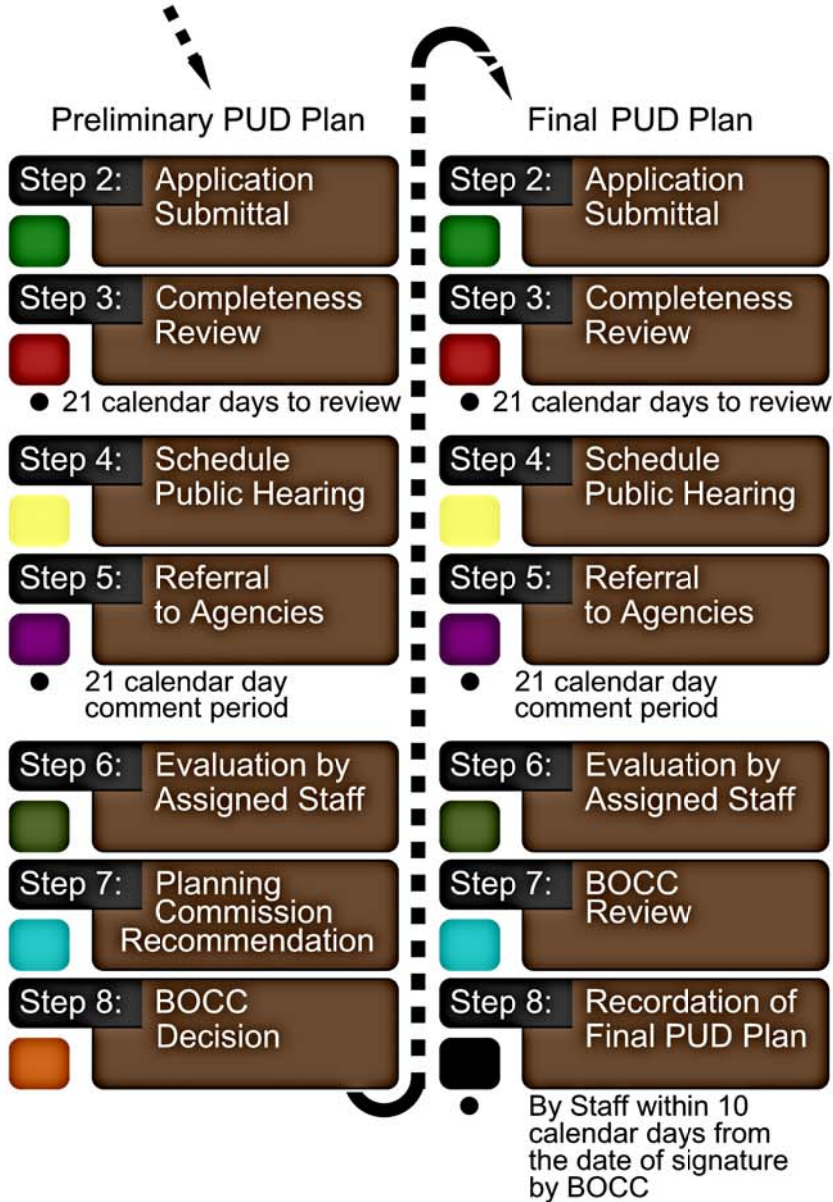 Preliminary PUD Plan
Step 2: Application
Submittal
Step 3: Completeness
Review
● 21 calendar days to review
Step 4: Schedule
Public Hearing
Step 5: Referral
to Agencies
● 21 calendar day
comment period
Step 6: Evaluation by
Assigned Staff
Step 7: Planning
Commission
Recommendation
Step 8: BOCC
Decision
Final PUD Plan
Step 2: Application
Submittal
Step 3: Completeness
Review
● 21 calendar days to review
Step 4: Schedule
Public Hearing
Step 5: Referral
to Agencies
● 21 calendar day
comment period
Step 6: Evaluation by
Assigned Staff
Step 7: BOCC
Review
Step 8: Recordation of
Final PUD Plan
● By Staff within 10
calendar days from
the date of signature
by BOCC